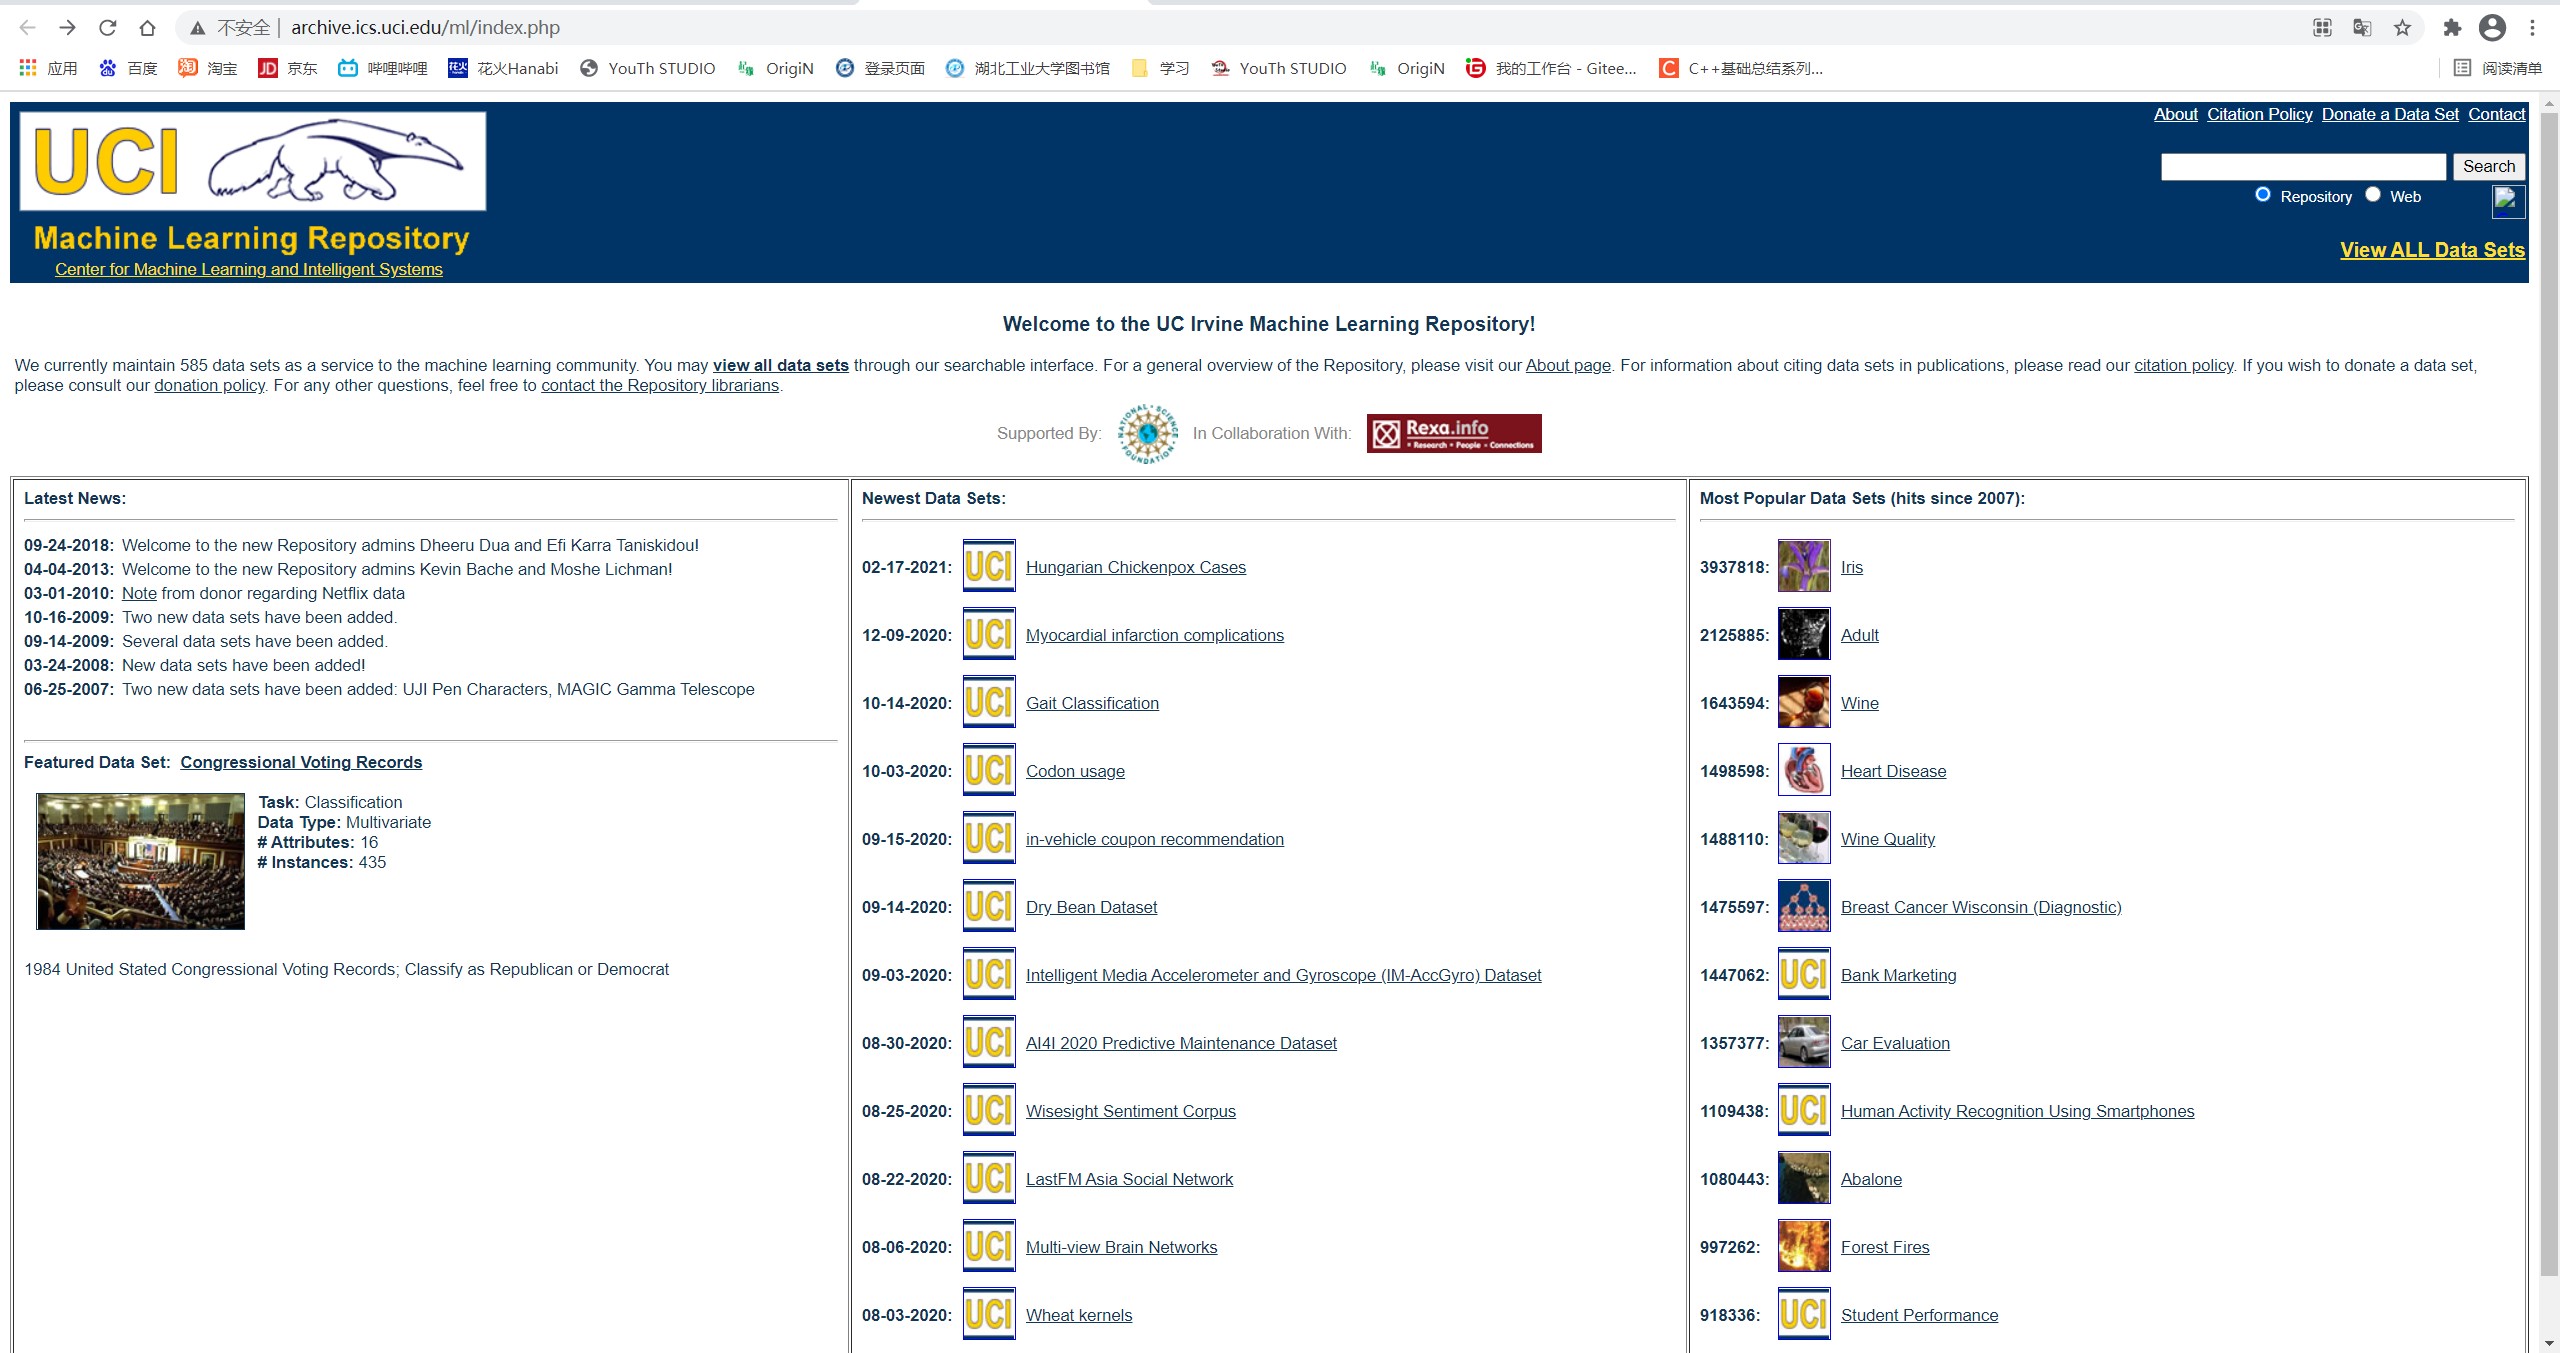 不安全 | archive.ics.uci.edu/ml/index.php
应用 百度 淘宝 JD 京东 哔哩哔哩 花火 花火Hanabi YouTh STUDIO OrigiN 登录页面 湖北工业大学图书馆 学习 YouTh STUDIO OrigiN 我的工作台 - Gitee... C C++基础总结系列... 阅读清单
About Citation Policy Donate a Data Set Contact
UCI
Search
Repository Web
Machine Learning Repository
View ALL Data Sets
Center for Machine Learning and Intelligent Systems
Welcome to the UC Irvine Machine Learning Repository!
We currently maintain 585 data sets as a service to the machine learning community. You may view all data sets through our searchable interface. For a general overview of the Repository, please visit our About page. For information about citing data sets in publications, please read our citation policy. If you wish to donate a data set,
please consult our donation policy. For any other questions, feel free to contact the Repository librarians.
Supported By: NATIONAL SCIENCE FOUNDATION In Collaboration With: Rexa.info
Research • People • Connections
Latest News:
09-24-2018: Welcome to the new Repository admins Dheeru Dua and Efi Karra Taniskidou!
04-04-2013: Welcome to the new Repository admins Kevin Bache and Moshe Lichman!
03-01-2010: Note from donor regarding Netflix data
10-16-2009: Two new data sets have been added.
09-14-2009: Several data sets have been added.
03-24-2008: New data sets have been added!
06-25-2007: Two new data sets have been added: UJI Pen Characters, MAGIC Gamma Telescope
Featured Data Set: Congressional Voting Records
Task: Classification
Data Type: Multivariate
# Attributes: 16
# Instances: 435
1984 United Stated Congressional Voting Records; Classify as Republican or Democrat
Newest Data Sets:
02-17-2021: UCI Hungarian Chickenpox Cases
12-09-2020: UCI Myocardial infarction complications
10-14-2020: UCI Gait Classification
10-03-2020: UCI Codon usage
09-15-2020: UCI in-vehicle coupon recommendation
09-14-2020: UCI Dry Bean Dataset
09-03-2020: UCI Intelligent Media Accelerometer and Gyroscope (IM-AccGyro) Dataset
08-30-2020: UCI AI4I 2020 Predictive Maintenance Dataset
08-25-2020: UCI Wisesight Sentiment Corpus
08-22-2020: UCI LastFM Asia Social Network
08-06-2020: UCI Multi-view Brain Networks
08-03-2020: UCI Wheat kernels
Most Popular Data Sets (hits since 2007):
3937818: Iris
2125885: Adult
1643594: Wine
1498598: Heart Disease
1488110: Wine Quality
1475597: Breast Cancer Wisconsin (Diagnostic)
1447062: UCI Bank Marketing
1357377: Car Evaluation
1109438: UCI Human Activity Recognition Using Smartphones
1080443: Abalone
997262: Forest Fires
918336: UCI Student Performance